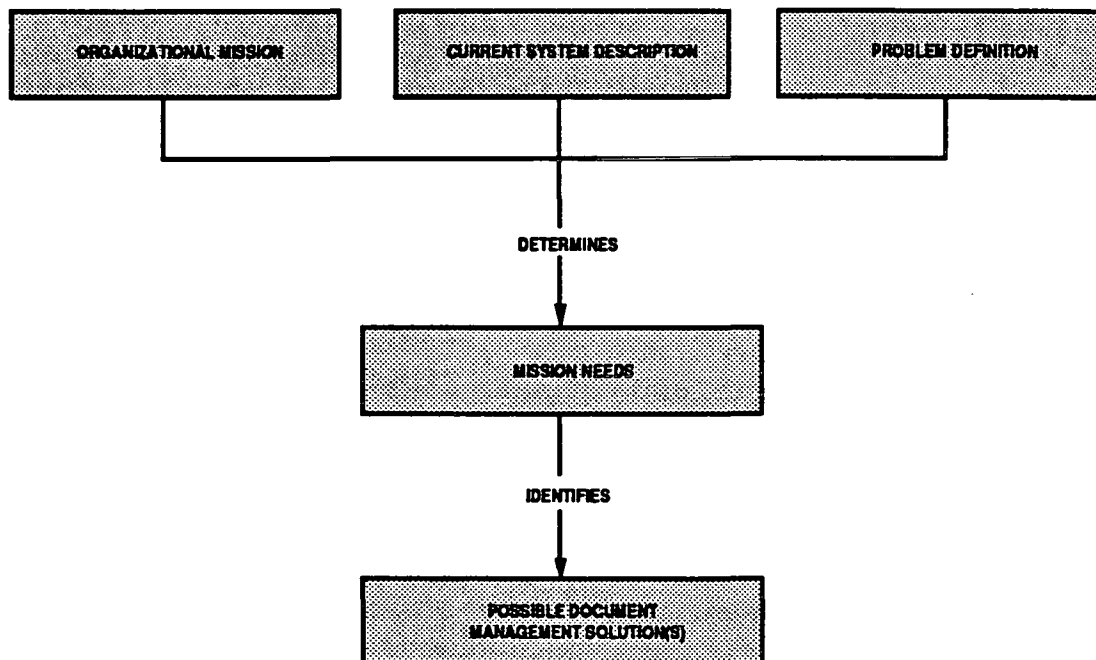 ORGANIZATIONAL MISSION
CURRENT SYSTEM DESCRIPTION
PROBLEM DEFINITION
DETERMINES
MISSION NEEDS
IDENTIFIES
POSSIBLE DOCUMENT
MANAGEMENT SOLUTION(S)